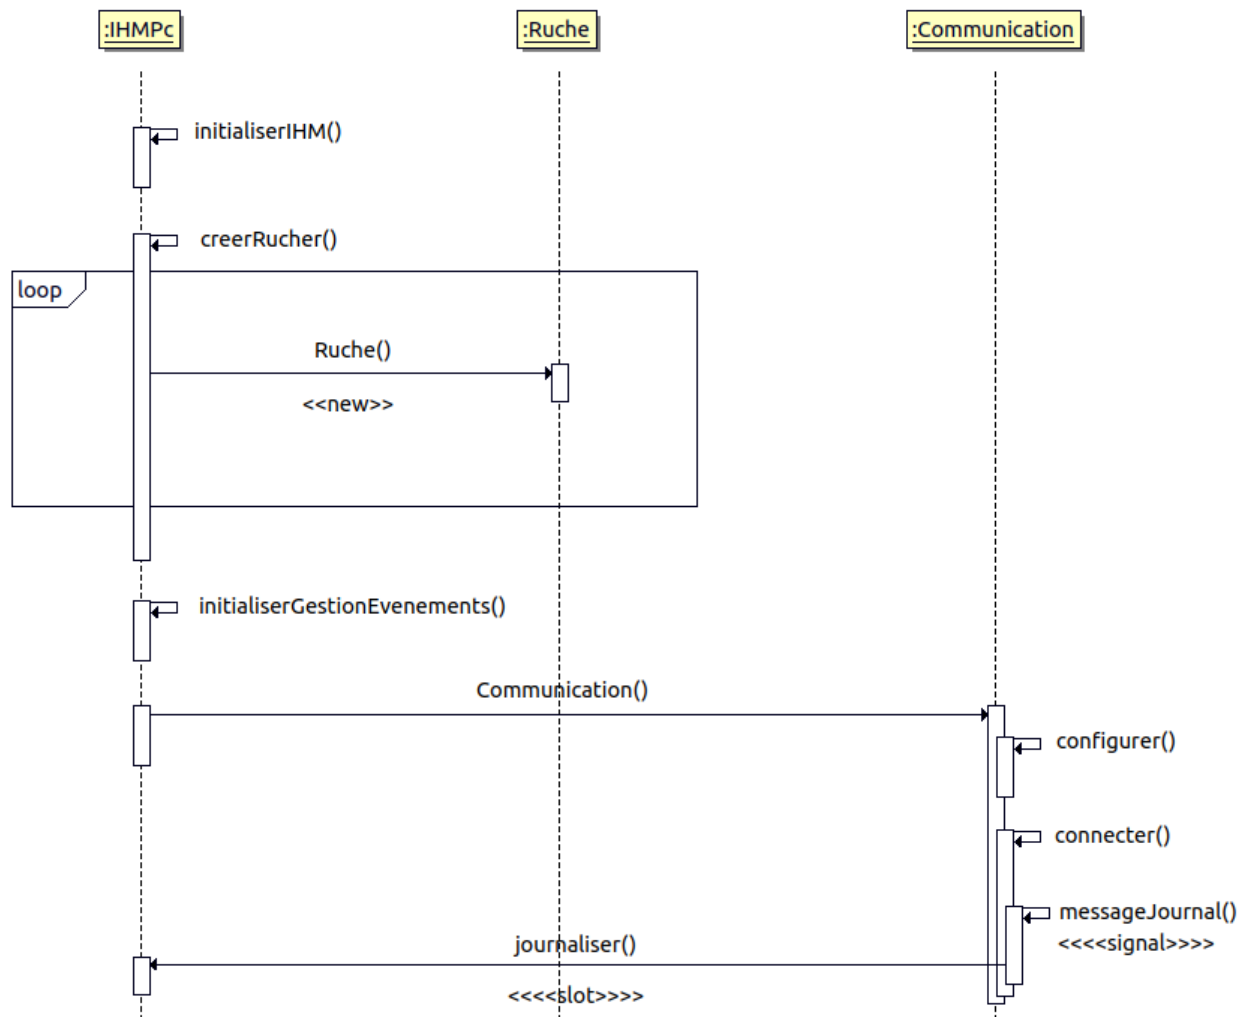 :IHMPc
:Ruche
:Communication
initialiserIHM()
creerRucher()
loop
Ruche()
<<new>>
initialiserGestionEvenements()
Communication()
configurer()
connecter()
messageJournal()
<<<<signal>>>>
journaliser()
<<<<slot>>>>